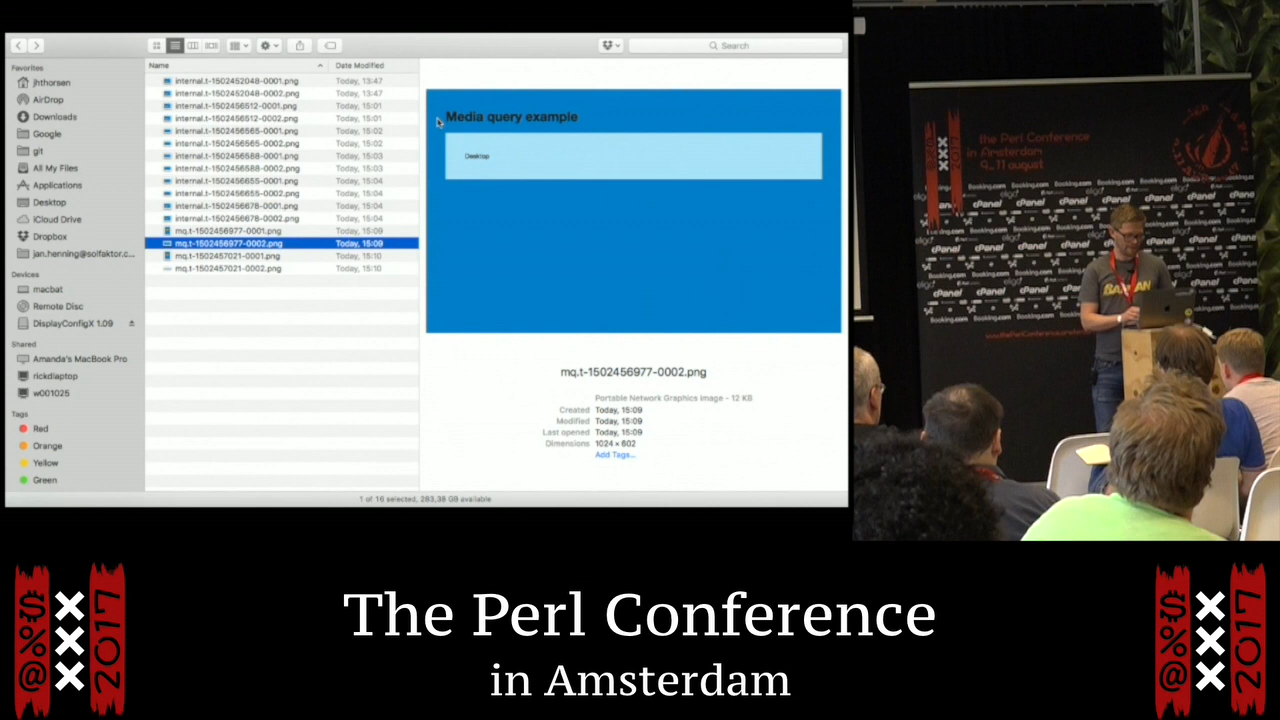 Search
Favorites
jhthorsen
AirDrop
Downloads
Google
git
All My Files
Applications
Desktop
iCloud Drive
Dropbox
jan.henning@solfaktor.c...
Devices
macbat
Remote Disc
DisplayConfigX 1.09
Shared
Amanda's MacBook Pro
rickdlaptop
w001025
Tags
Red
Orange
Yellow
Green
Name Date Modified
internal.t-1502452048-0001.png Today, 13:47
internal.t-1502452048-0002.png Today, 13:47
internal.t-1502456512-0001.png Today, 15:01
internal.t-1502456512-0002.png Today, 15:01
internal.t-1502456565-0001.png Today, 15:02
internal.t-1502456565-0002.png Today, 15:02
internal.t-1502456588-0001.png Today, 15:03
internal.t-1502456588-0002.png Today, 15:03
internal.t-1502456655-0001.png Today, 15:04
internal.t-1502456655-0002.png Today, 15:04
internal.t-1502456678-0001.png Today, 15:04
internal.t-1502456678-0002.png Today, 15:04
mq.t-1502456977-0001.png Today, 15:09
mq.t-1502456977-0002.png Today, 15:09
mq.t-1502457021-0001.png Today, 15:10
mq.t-1502457021-0002.png Today, 15:10
Media query example
Desktop
mq.t-1502456977-0002.png
Portable Network Graphics image - 12 KB
Created Today, 15:09
Modified Today, 15:09
Last opened Today, 15:09
Dimensions 1024 × 602
Add Tags...
1 of 16 selected, 283,38 GB available
the Perl Conference
in Amsterdam
9 - 11 august
Booking.com
cPanel
The Perl Conference
in Amsterdam
$%@ XXX 2017
$%@ XXX 2017